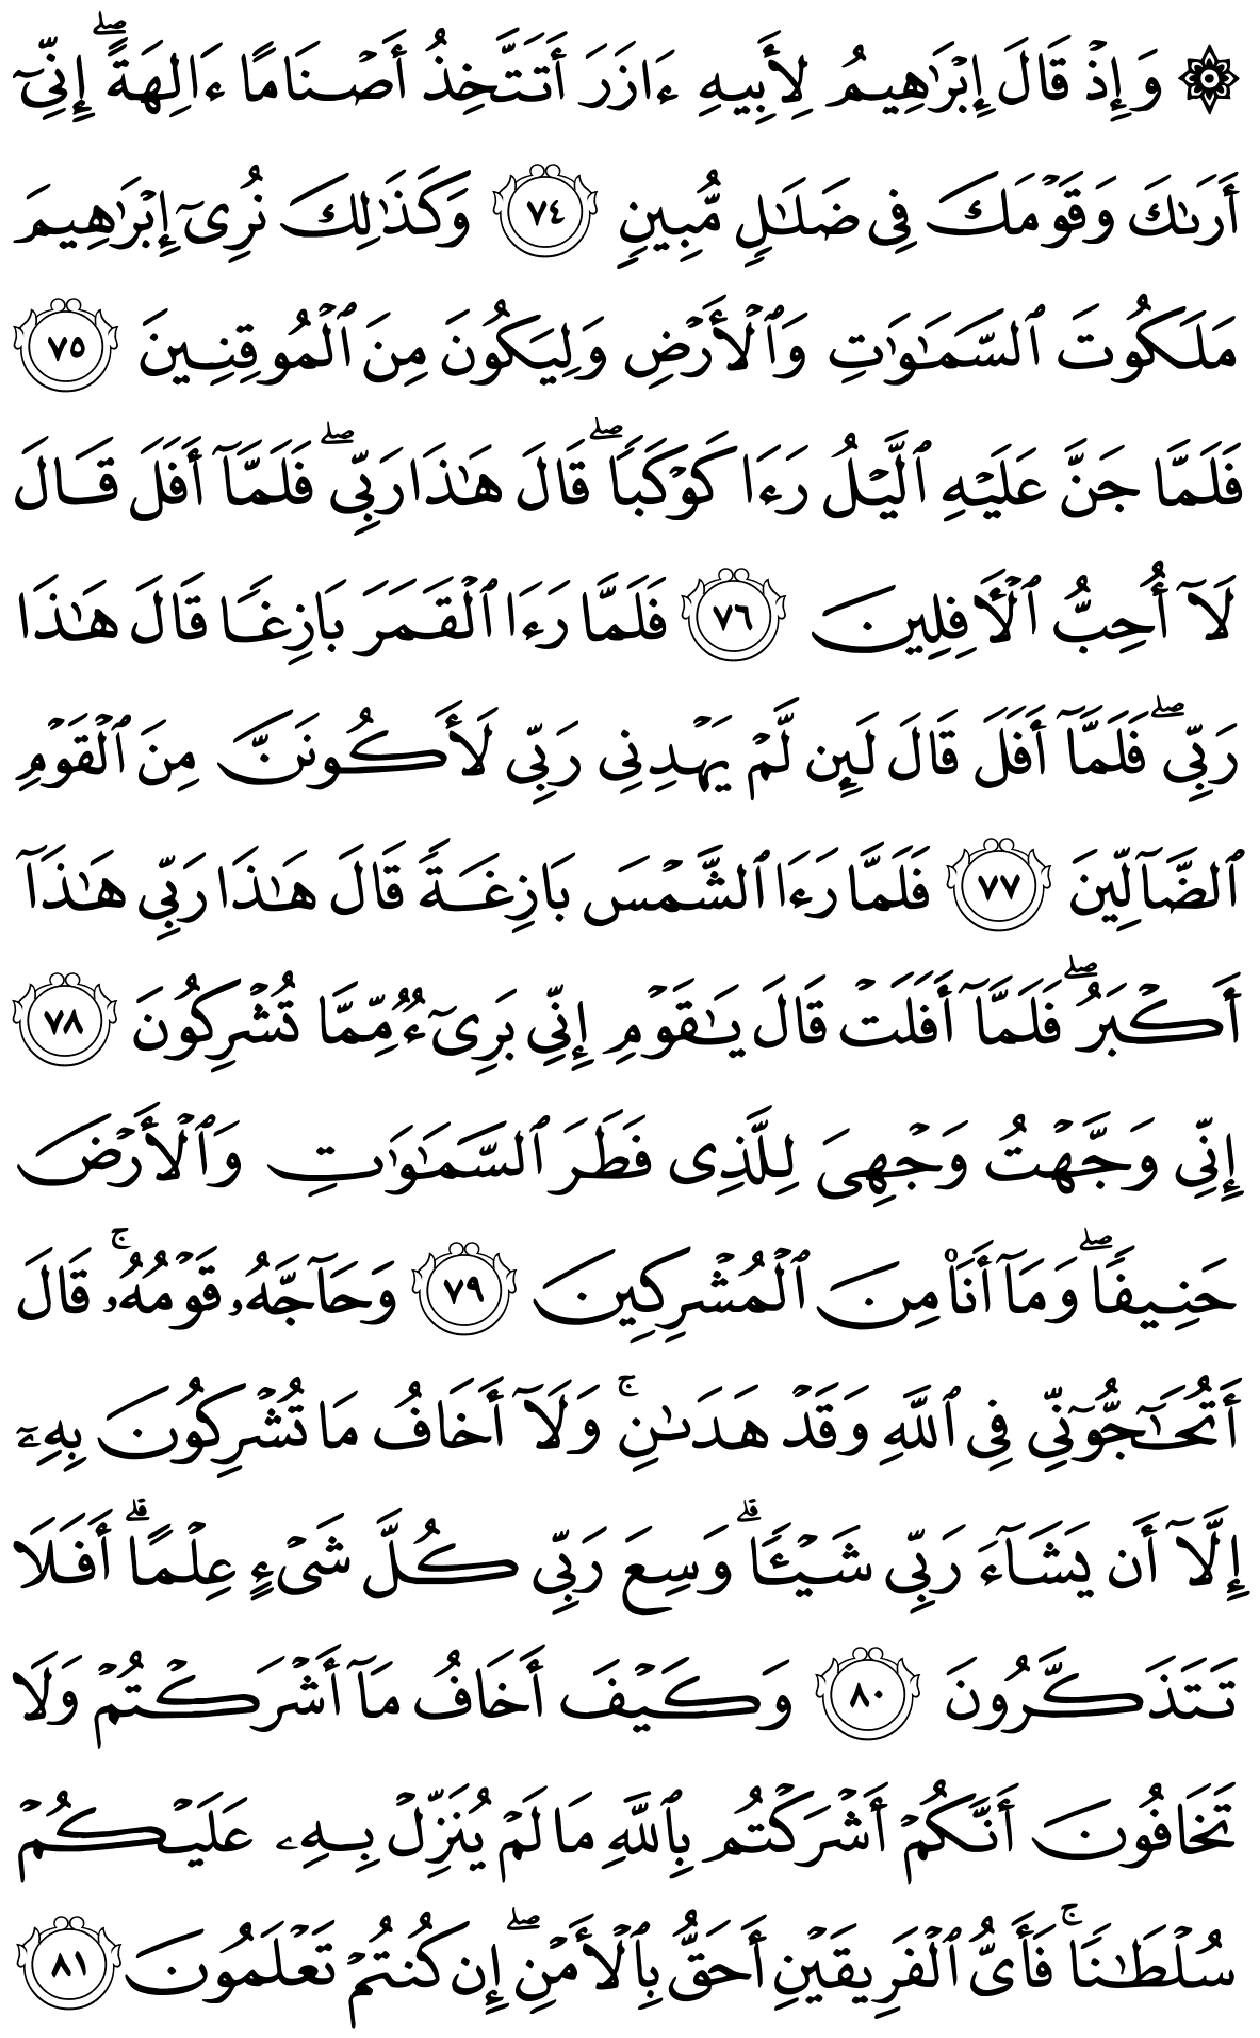 ۞ وَإِذۡ قَالَ إِبۡرَٰهِيمُ لِأَبِيهِ ءَازَرَ أَتَتَّخِذُ أَصۡنَامًا ءَالِهَةًۖ إِنِّيٓ
أَرَىٰكَ وَقَوۡمَكَ فِي ضَلَٰلٖ مُّبِينٖ ٧٤ وَكَذَٰلِكَ نُرِيٓ إِبۡرَٰهِيمَ
مَلَكُوتَ ٱلسَّمَٰوَٰتِ وَٱلۡأَرۡضِ وَلِيَكُونَ مِنَ ٱلۡمُوقِنِينَ ٧٥
فَلَمَّا جَنَّ عَلَيۡهِ ٱلَّيۡلُ رَءَا كَوۡكَبٗاۖ قَالَ هَٰذَا رَبِّيۖ فَلَمَّآ أَفَلَ قَالَ
لَآ أُحِبُّ ٱلۡأٓفِلِينَ ٧٦ فَلَمَّا رَءَا ٱلۡقَمَرَ بَازِغٗا قَالَ هَٰذَا
رَبِّيۖ فَلَمَّآ أَفَلَ قَالَ لَئِن لَّمۡ يَهۡدِنِي رَبِّي لَأَكُونَنَّ مِنَ ٱلۡقَوۡمِ
ٱلضَّآلِّينَ ٧٧ فَلَمَّا رَءَا ٱلشَّمۡسَ بَازِغَةٗ قَالَ هَٰذَا رَبِّي هَٰذَآ
أَكۡبَرُۖ فَلَمَّآ أَفَلَتۡ قَالَ يَٰقَوۡمِ إِنِّي بَرِيٓءٞ مِّمَّا تُشۡرِكُونَ ٧٨
إِنِّي وَجَّهۡتُ وَجۡهِيَ لِلَّذِي فَطَرَ ٱلسَّمَٰوَٰتِ وَٱلۡأَرۡضَ
حَنِيفٗاۖ وَمَآ أَنَا۠ مِنَ ٱلۡمُشۡرِكِينَ ٧٩ وَحَآجَّهُۥ قَوۡمُهُۥۚ قَالَ
أَتُحَٰٓجُّوٓنِّي فِي ٱللَّهِ وَقَدۡ هَدَىٰنِۚ وَلَآ أَخَافُ مَا تُشۡرِكُونَ بِهِۦٓ
إِلَّآ أَن يَشَآءَ رَبِّي شَيۡـٔٗاۗ وَسِعَ رَبِّي كُلَّ شَيۡءٍ عِلۡمًاۗ أَفَلَا
تَتَذَكَّرُونَ ٨٠ وَكَيۡفَ أَخَافُ مَآ أَشۡرَكۡتُمۡ وَلَا
تَخَافُونَ أَنَّكُمۡ أَشۡرَكۡتُم بِٱللَّهِ مَا لَمۡ يُنَزِّلۡ بِهِۦ عَلَيۡكُمۡ
سُلۡطَٰنٗاۚ فَأَيُّ ٱلۡفَرِيقَيۡنِ أَحَقُّ بِٱلۡأَمۡنِۖ إِن كُنتُمۡ تَعۡلَمُونَ ٨١